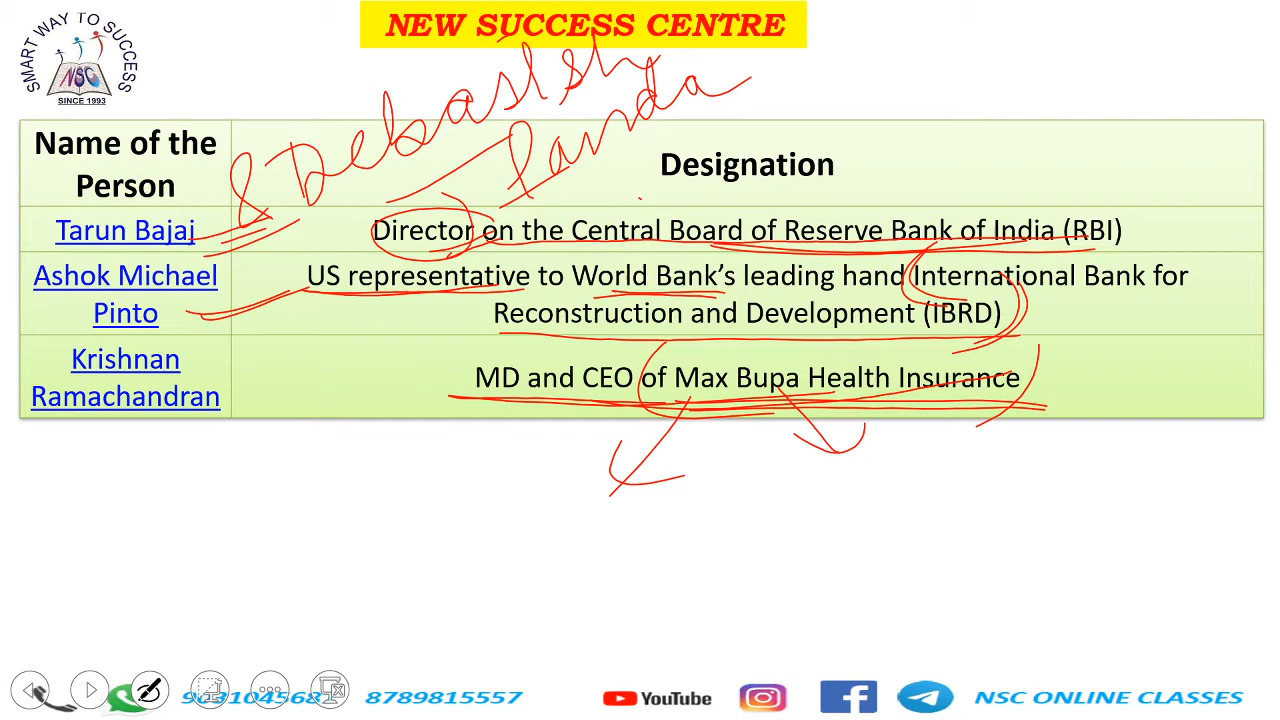 SMART WAY TO SUCCESS
NSC
SINCE 1993
NEW SUCCESS CENTRE
& Debasish
Panda
Name of the
Person
Designation
Tarun Bajaj
Director on the Central Board of Reserve Bank of India (RBI)
Ashok Michael
Pinto
US representative to World Bank's leading hand International Bank for
Reconstruction and Development (IBRD)
Krishnan
Ramachandran
MD and CEO of Max Bupa Health Insurance
8789815557
YouTube
NSC ONLINE CLASSES